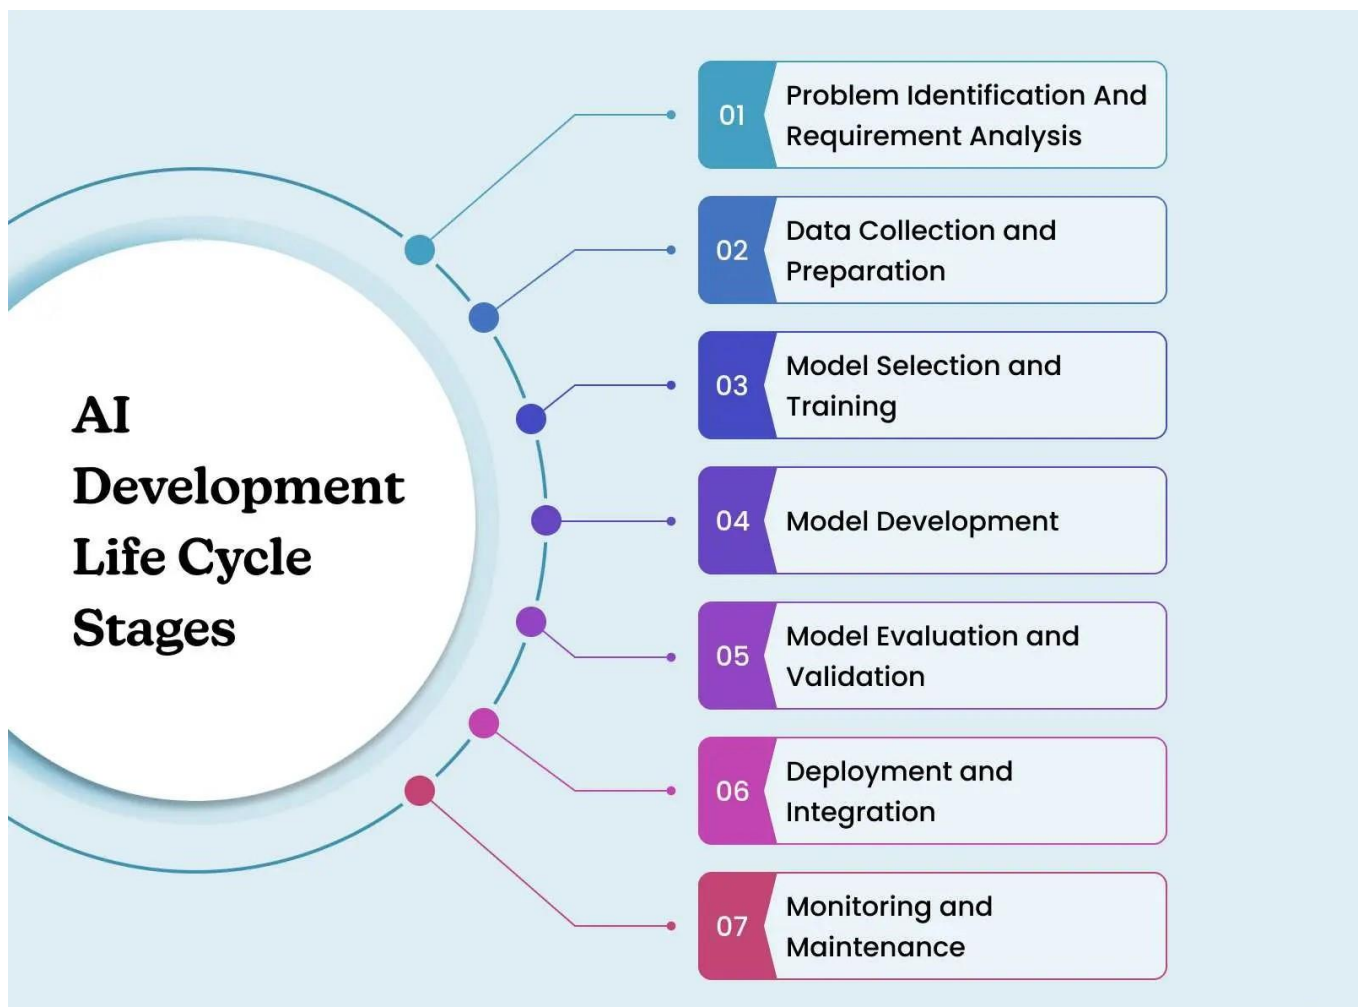 AI
Development
Life Cycle
Stages
01
Problem Identification And
Requirement Analysis
02
Data Collection and
Preparation
03
Model Selection and
Training
04
Model Development
05
Model Evaluation and
Validation
06
Deployment and
Integration
07
Monitoring and
Maintenance